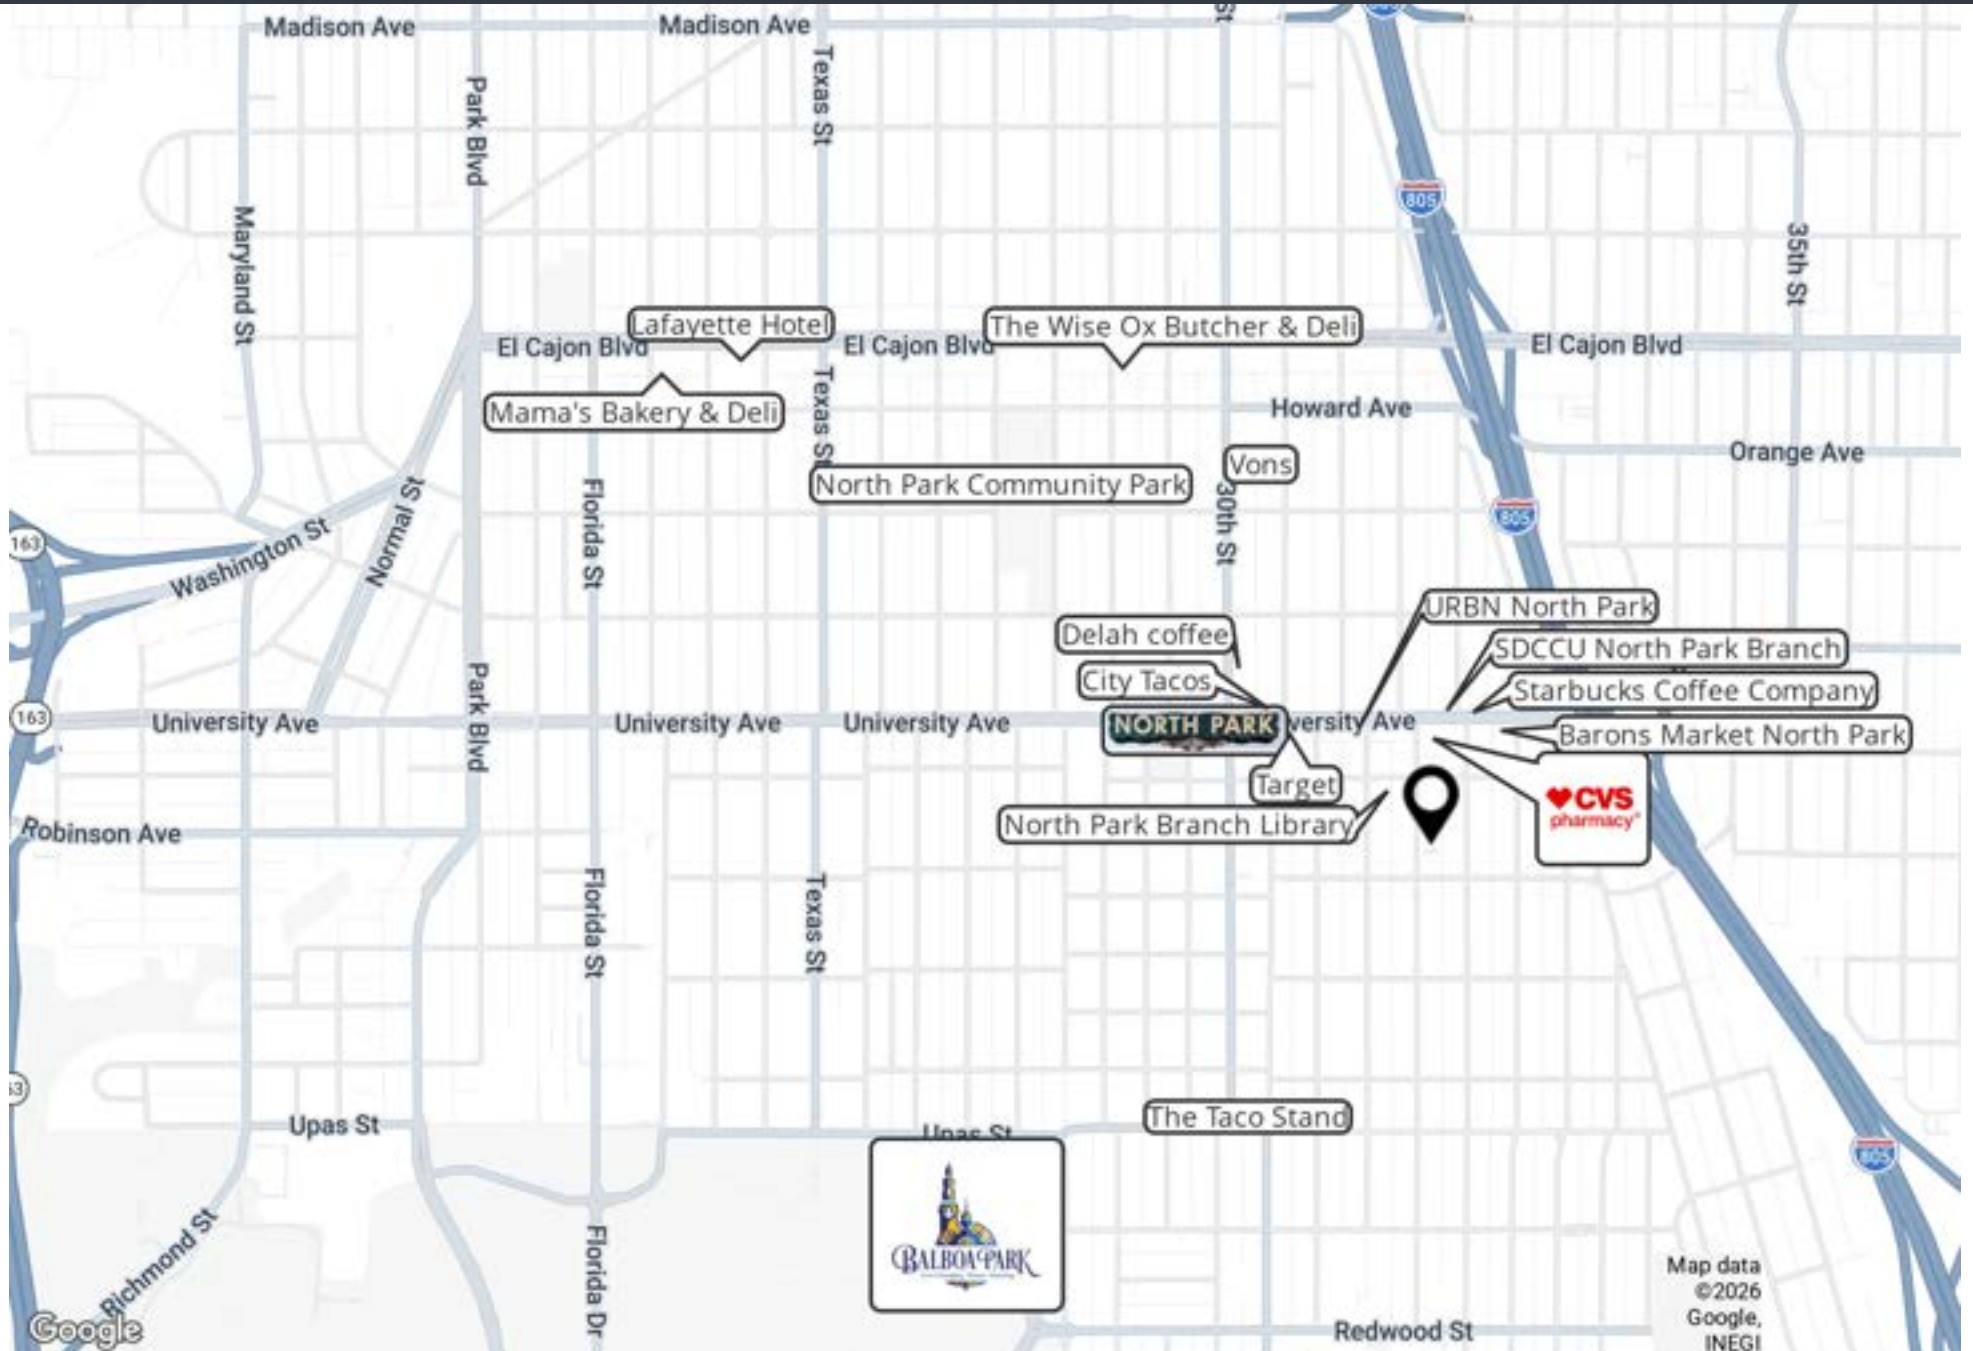 Madison Ave
Madison Ave
St
Texas St
Park Blvd
805
Maryland St
35th St
Lafayette Hotel
The Wise Ox Butcher & Deli
El Cajon Blvd
El Cajon Blvd
El Cajon Blvd
Mama's Bakery & Deli
Texas St
Howard Ave
Orange Ave
Vons
North Park Community Park
30th St
Florida St
Normal St
Washington St
163
805
URBN North Park
Delah coffee
SDCCU North Park Branch
City Tacos
Starbucks Coffee Company
163
University Ave
Park Blvd
University Ave
University Ave
NORTH PARK
versity Ave
Barons Market North Park
Target
CVS
pharmacy
North Park Branch Library
Robinson Ave
Florida St
Texas St
63
Upas St
Upas St
The Taco Stand
805
BALBOA PARK
Richmond St
Florida Dr
Redwood St
Google
Map data
©2026
Google,
INEGI